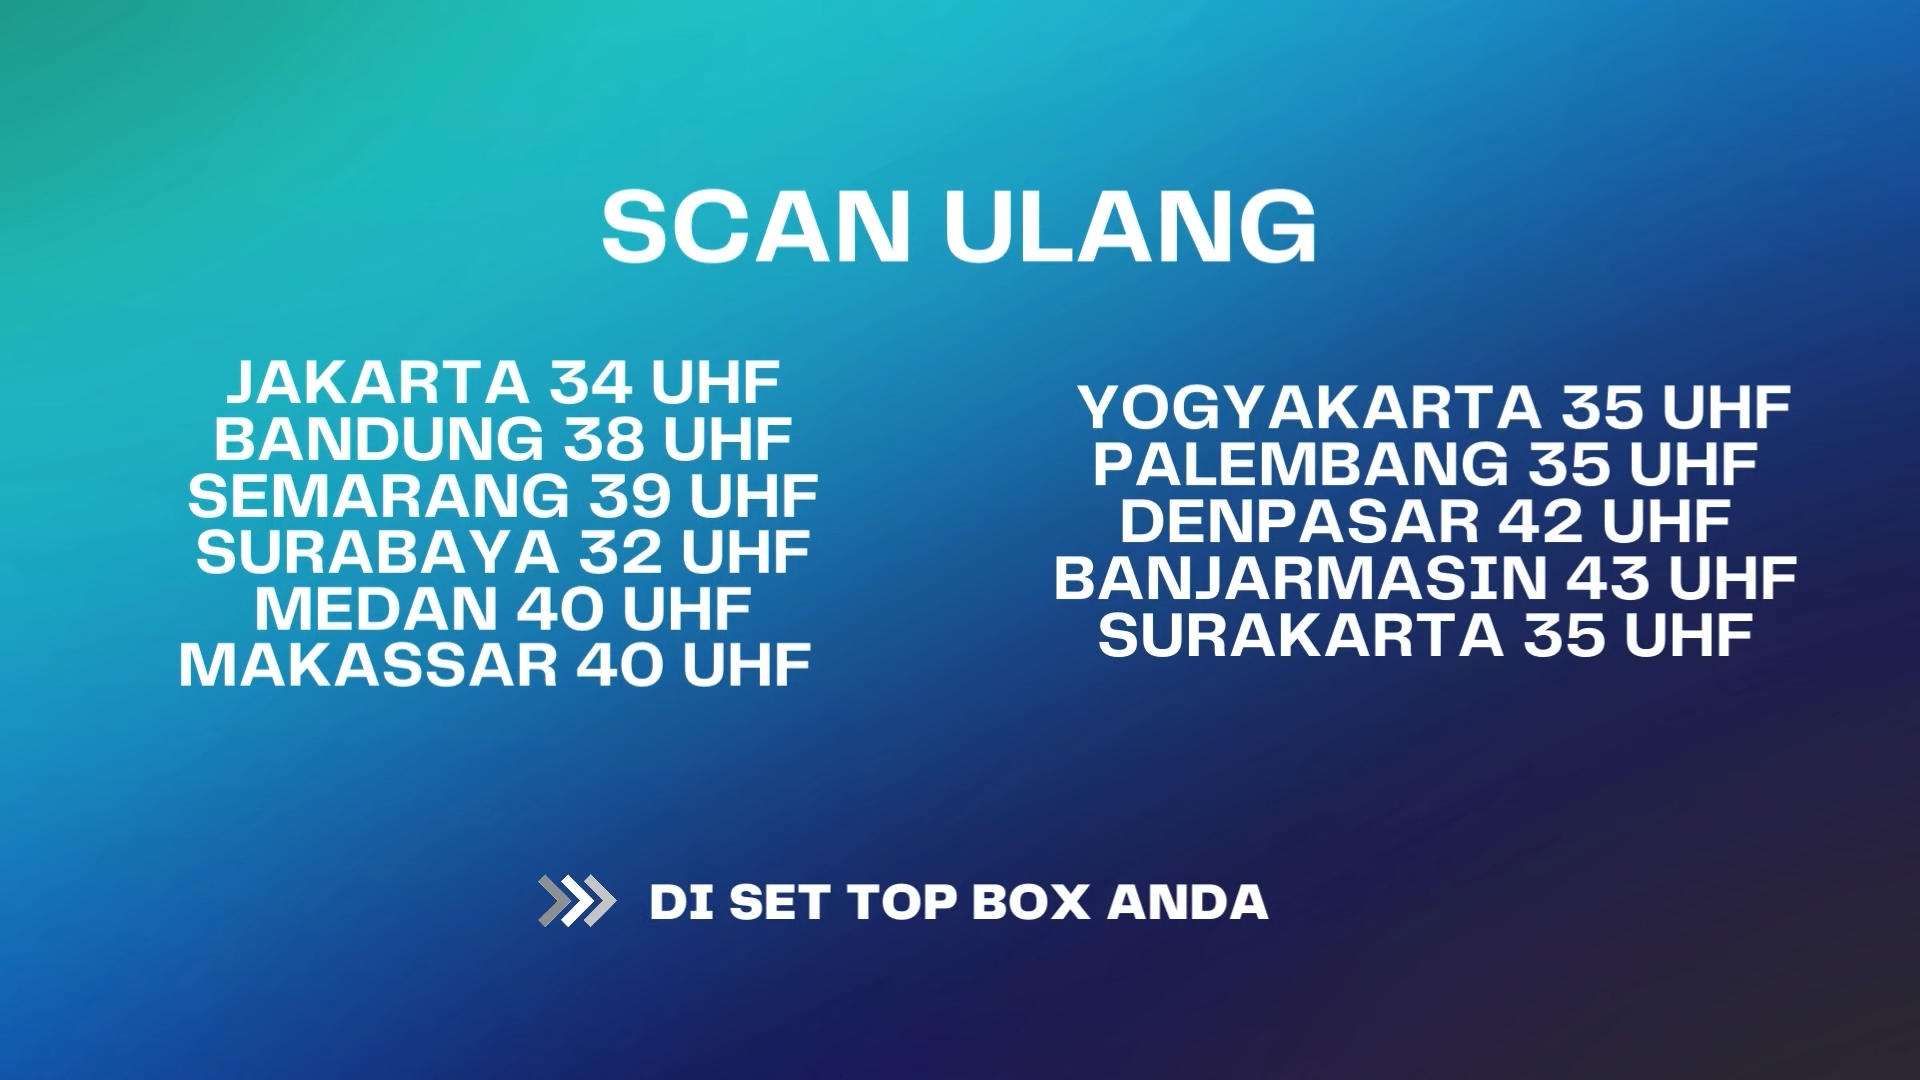 SCAN ULANG
JAKARTA 34 UHF
BANDUNG 38 UHF
SEMARANG 39 UHF
SURABAYA 32 UHF
MEDAN 40 UHF
MAKASSAR 40 UHF
YOGYAKARTA 35 UHF
PALEMBANG 35 UHF
DENPASAR 42 UHF
BANJARMASIN 43 UHF
SURAKARTA 35 UHF
DI SET TOP BOX ANDA